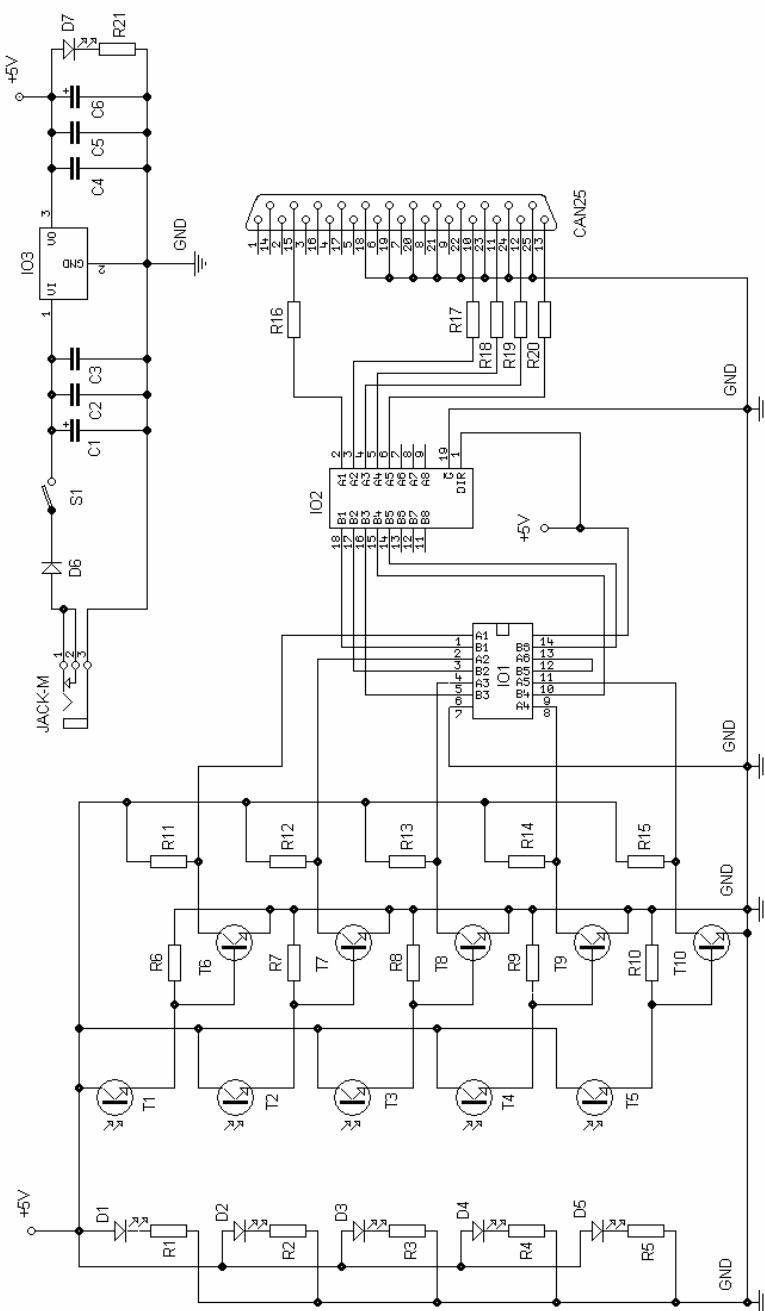 +5V
D7
R21
C6
C5
C4
3
VO
IO3
GND
2
GND
VI
1
C3
C2
C1
S1
D6
1
2
3
JACK-M
CAN25
1
14
2
15
3
16
4
17
5
18
6
19
7
20
8
21
9
22
10
23
11
24
12
25
13
R16
R17
R18
R19
R20
GND
2
3
4
5
6
7
8
9
19
1
A1
A2
A3
A4
A5
A6
A7
A8
G
DIR
IO2
B1
B2
B3
B4
B5
B6
B7
B8
18
17
16
15
14
13
12
11
+5V
1
2
3
4
5
6
7
A1
B1
A2
B2
A3
B3
IO1
B6
A6
B5
A5
B4
A4
14
13
12
11
10
9
8
GND
R11
R12
R13
R14
R15
GND
R6
T6
R7
T7
R8
T8
R9
T9
R10
T10
T1
T2
T3
T4
T5
+5V
D1
R1
D2
R2
D3
R3
D4
R4
D5
R5
GND